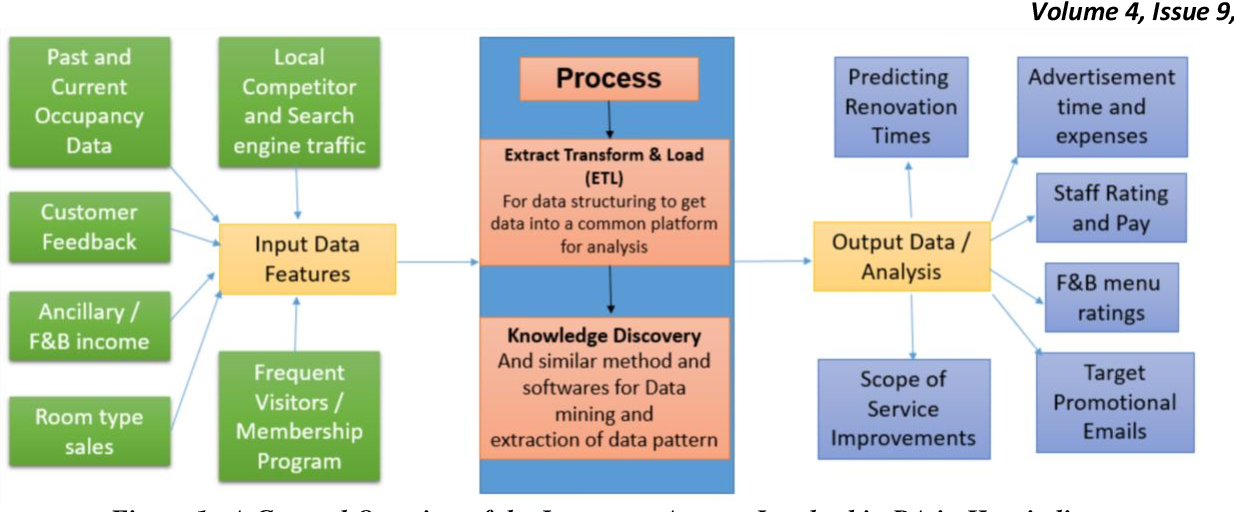 Volume 4, Issue 9,
Past and
Current
Occupancy
Data
Local
Competitor
and Search
engine traffic
Customer
Feedback
Input Data
Features
Ancillary /
F&B income
Room type
sales
Frequent
Visitors /
Membership
Program
Process
Extract Transform & Load
(ETL)
For data structuring to get
data into a common platform
for analysis
Knowledge Discovery
And similar method and
softwares for Data
mining and
extraction of data pattern
Output Data /
Analysis
Predicting
Renovation
Times
Advertisement
time and
expenses
Staff Rating
and Pay
F&B menu
ratings
Scope of
Service
Improvements
Target
Promotional
Emails